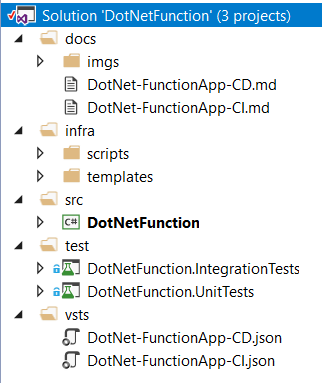 Solution 'DotNetFunction' (3 projects)
docs
imgs
DotNet-FunctionApp-CD.md
DotNet-FunctionApp-CI.md
infra
scripts
templates
src
C# DotNetFunction
test
DotNetFunction.IntegrationTests
DotNetFunction.UnitTests
vsts
DotNet-FunctionApp-CD.json
DotNet-FunctionApp-CI.json